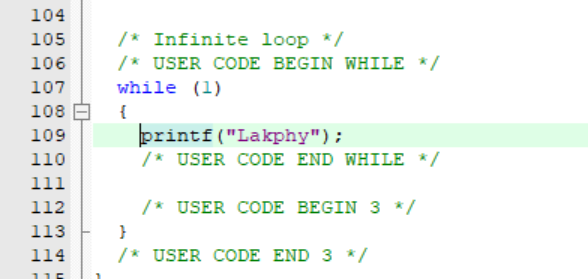 104
105 /* Infinite loop */
106 /* USER CODE BEGIN WHILE */
107 while (1)
108 {
109 printf("Lakphy");
110 /* USER CODE END WHILE */
111
112 /* USER CODE BEGIN 3 */
113 }
114 /* USER CODE END 3 */
115 }